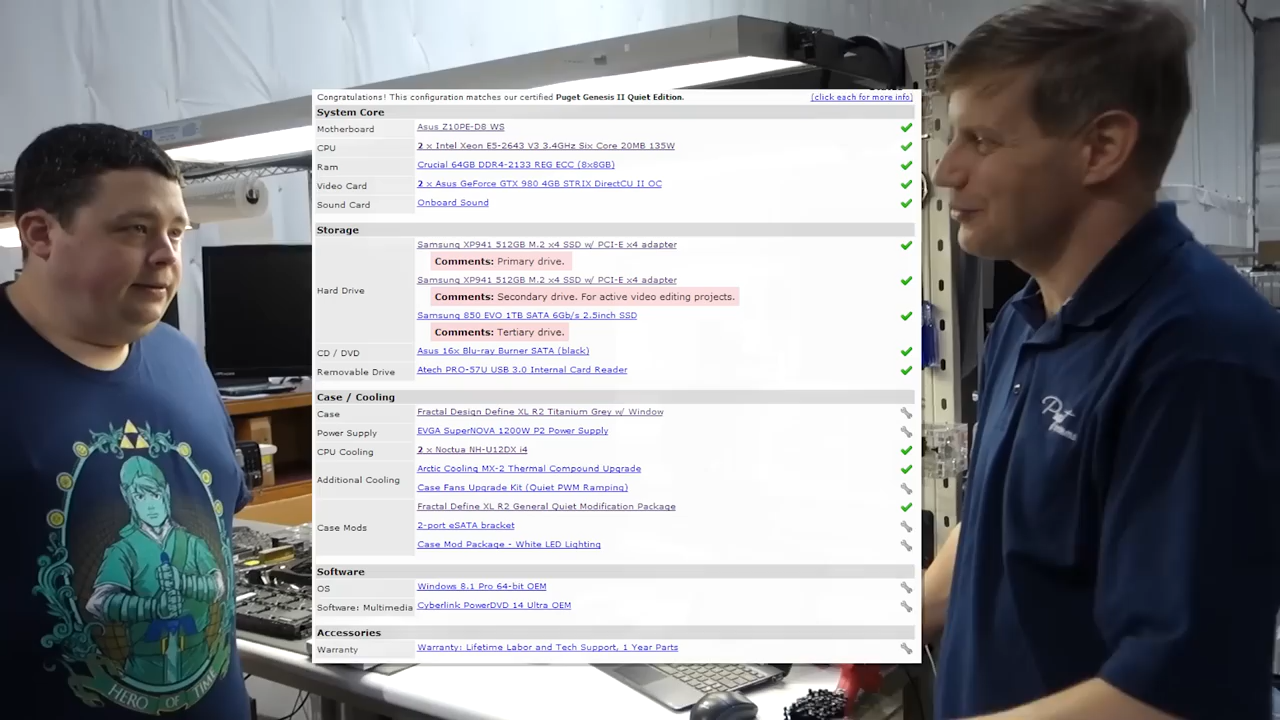 Congratulations! This configuration matches our certified Puget Genesis II Quiet Edition. (click each for more info)
System Core
Motherboard Asus Z10PE-D8 WS
CPU 2 x Intel Xeon E5-2643 V3 3.4GHz Six Core 20MB 135W
Ram Crucial 64GB DDR4-2133 REG ECC (8x8GB)
Video Card 2 x Asus GeForce GTX 980 4GB STRIX DirectCU II OC
Sound Card Onboard Sound
Storage
Samsung XP941 512GB M.2 x4 SSD w/ PCI-E x4 adapter
Comments: Primary drive.
Samsung XP941 512GB M.2 x4 SSD w/ PCI-E x4 adapter
Hard Drive
Comments: Secondary drive. For active video editing projects.
Samsung 850 EVO 1TB SATA 6Gb/s 2.5inch SSD
Comments: Tertiary drive.
CD / DVD Asus 16x Blu-ray Burner SATA (black)
Removable Drive Atech PRO-57U USB 3.0 Internal Card Reader
Case / Cooling
Case Fractal Design Define XL R2 Titanium Grey w/ Window
Power Supply EVGA SuperNOVA 1200W P2 Power Supply
CPU Cooling 2 x Noctua NH-U12DX i4
Additional Cooling Arctic Cooling MX-2 Thermal Compound Upgrade
Case Fans Upgrade Kit (Quiet PWM Ramping)
Fractal Define XL R2 General Quiet Modification Package
Case Mods 2-port eSATA bracket
Case Mod Package - White LED Lighting
Software
OS Windows 8.1 Pro 64-bit OEM
Software: Multimedia Cyberlink PowerDVD 14 Ultra OEM
Accessories
Warranty Warranty: Lifetime Labor and Tech Support, 1 Year Parts
HERO OF TIME